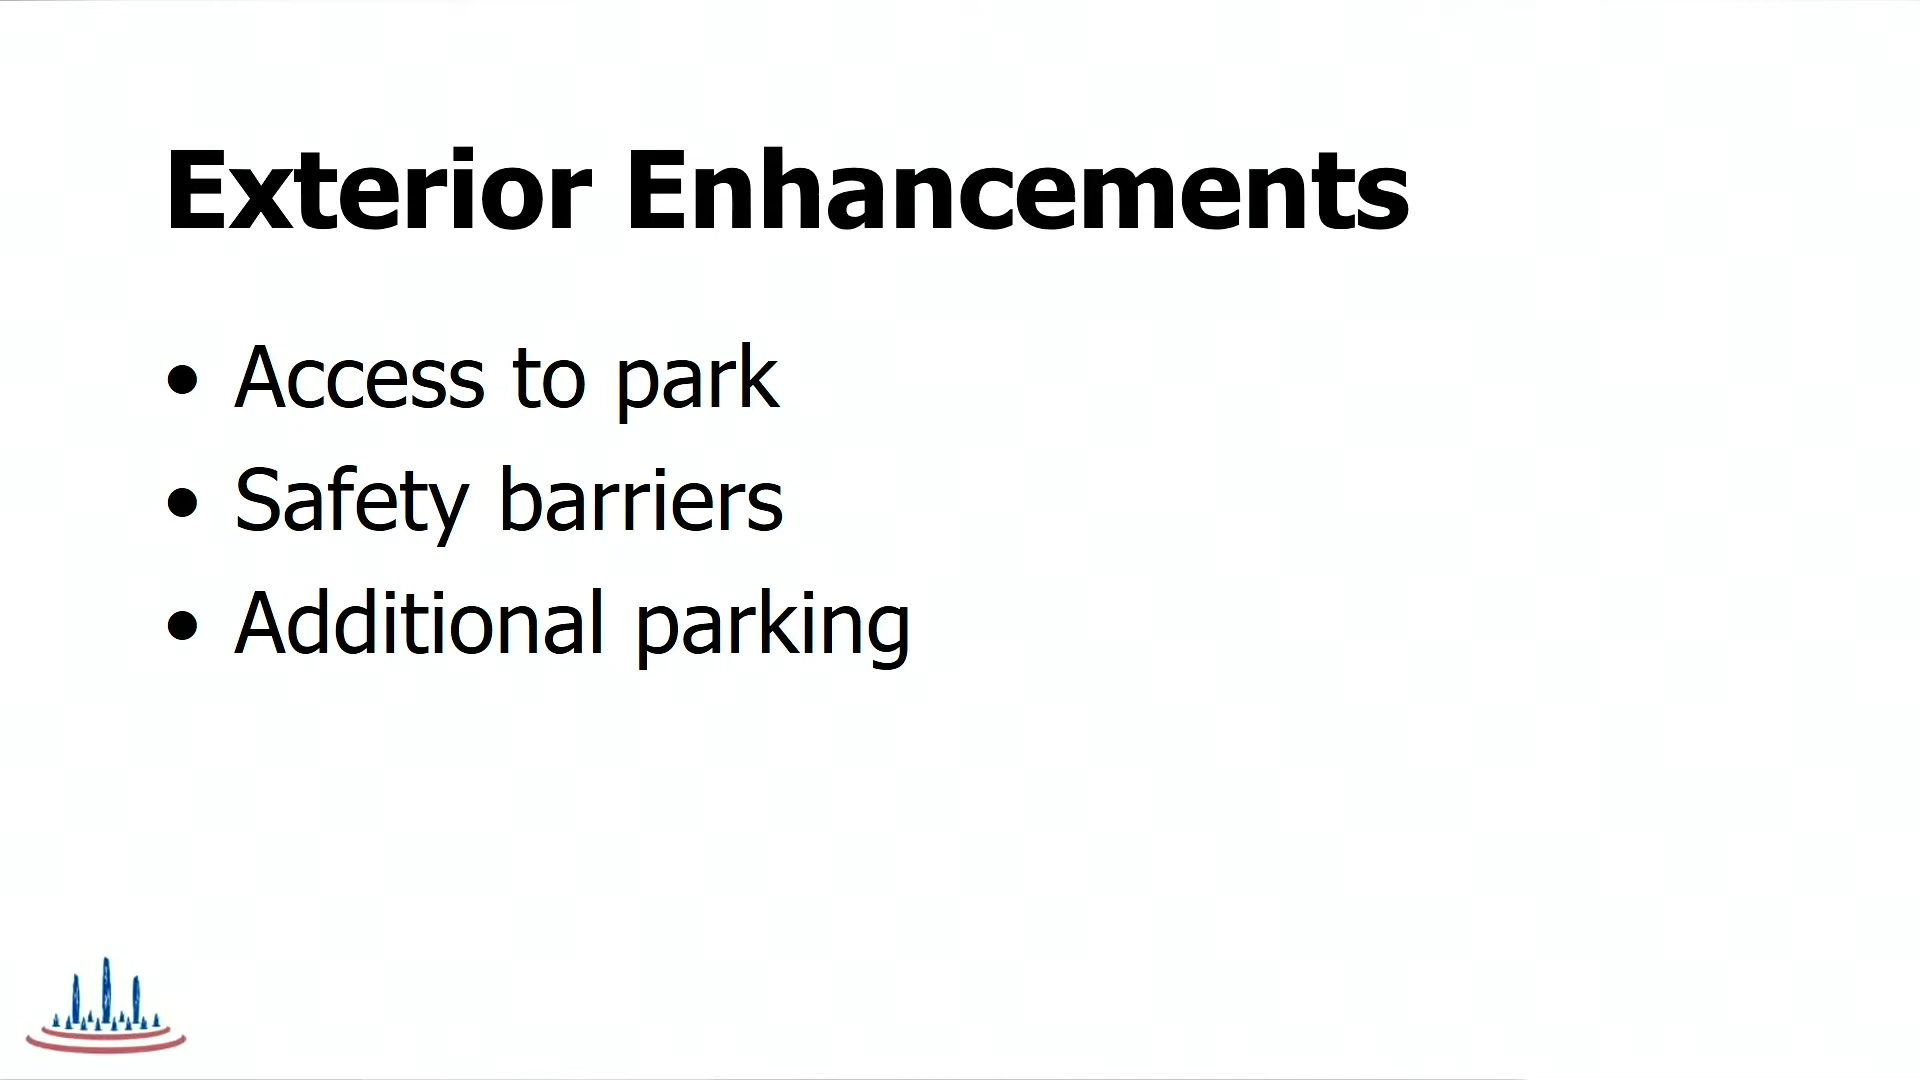 Exterior Enhancements
• Access to park
• Safety barriers
• Additional parking